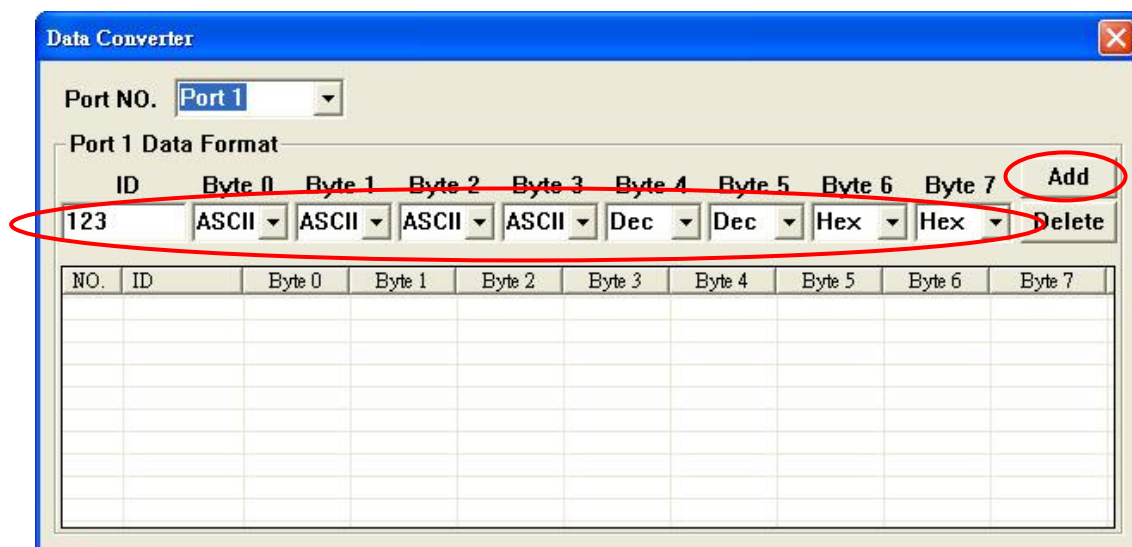 Data Converter
Port NO. Port 1
Port 1 Data Format
ID Byte 0 Byte 1 Byte 2 Byte 3 Byte 4 Byte 5 Byte 6 Byte 7 Add
123 ASCII ASCII ASCII ASCII Dec Dec Hex Hex Delete
NO. ID Byte 0 Byte 1 Byte 2 Byte 3 Byte 4 Byte 5 Byte 6 Byte 7